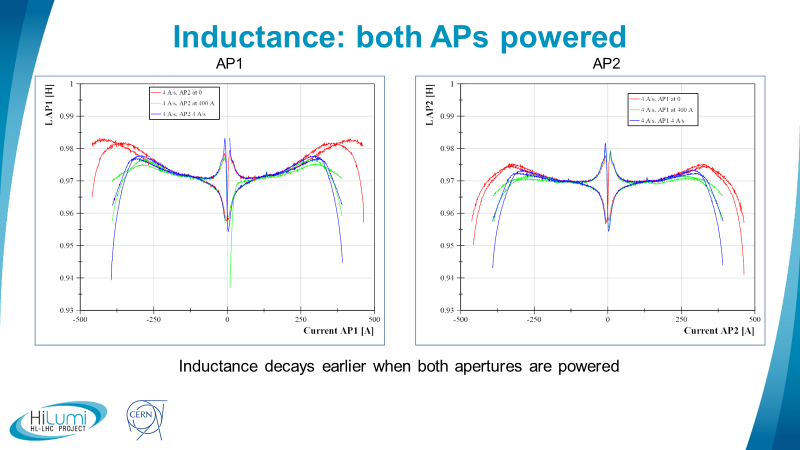 Inductance: both APs powered
AP1
AP2
L AP1 [H]
1
0.99
0.98
0.97
0.96
0.95
0.94
0.93
-500
-250
0
250
500
Current AP1 [A]
4 A/s, AP2 at 0
4 A/s, AP2 at 400 A
4 A/s, AP2 4 A/s
L AP2 [H]
1
0.99
0.98
0.97
0.96
0.95
0.94
0.93
-500
-250
0
250
500
Current AP2 [A]
4 A/s, AP1 at 0
4 A/s, AP1 at 400 A
4 A/s, AP1 4 A/s
Inductance decays earlier when both apertures are powered
HiLumi
HL-LHC PROJECT
CERN